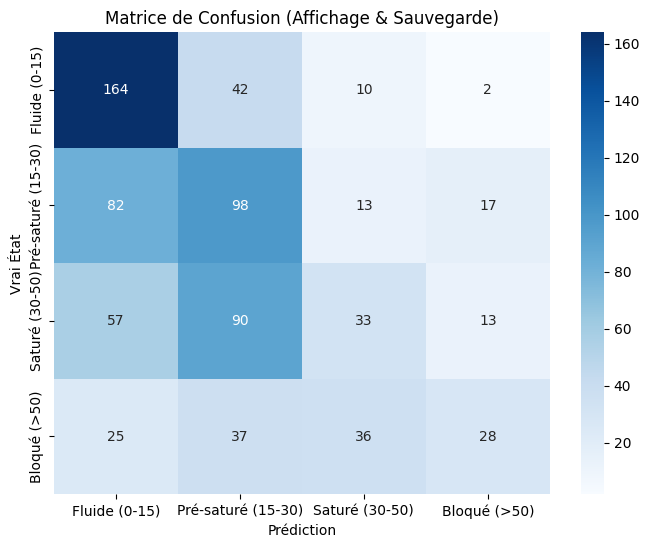 Matrice de Confusion (Affichage & Sauvegarde)
Vrai État
Fluide (0-15)
Pré-saturé (15-30)
Saturé (30-50)
Bloqué (>50)
164 42 10 2
82 98 13 17
57 90 33 13
25 37 36 28
Fluide (0-15) Pré-saturé (15-30) Saturé (30-50) Bloqué (>50)
Prédiction
160
140
120
100
80
60
40
20